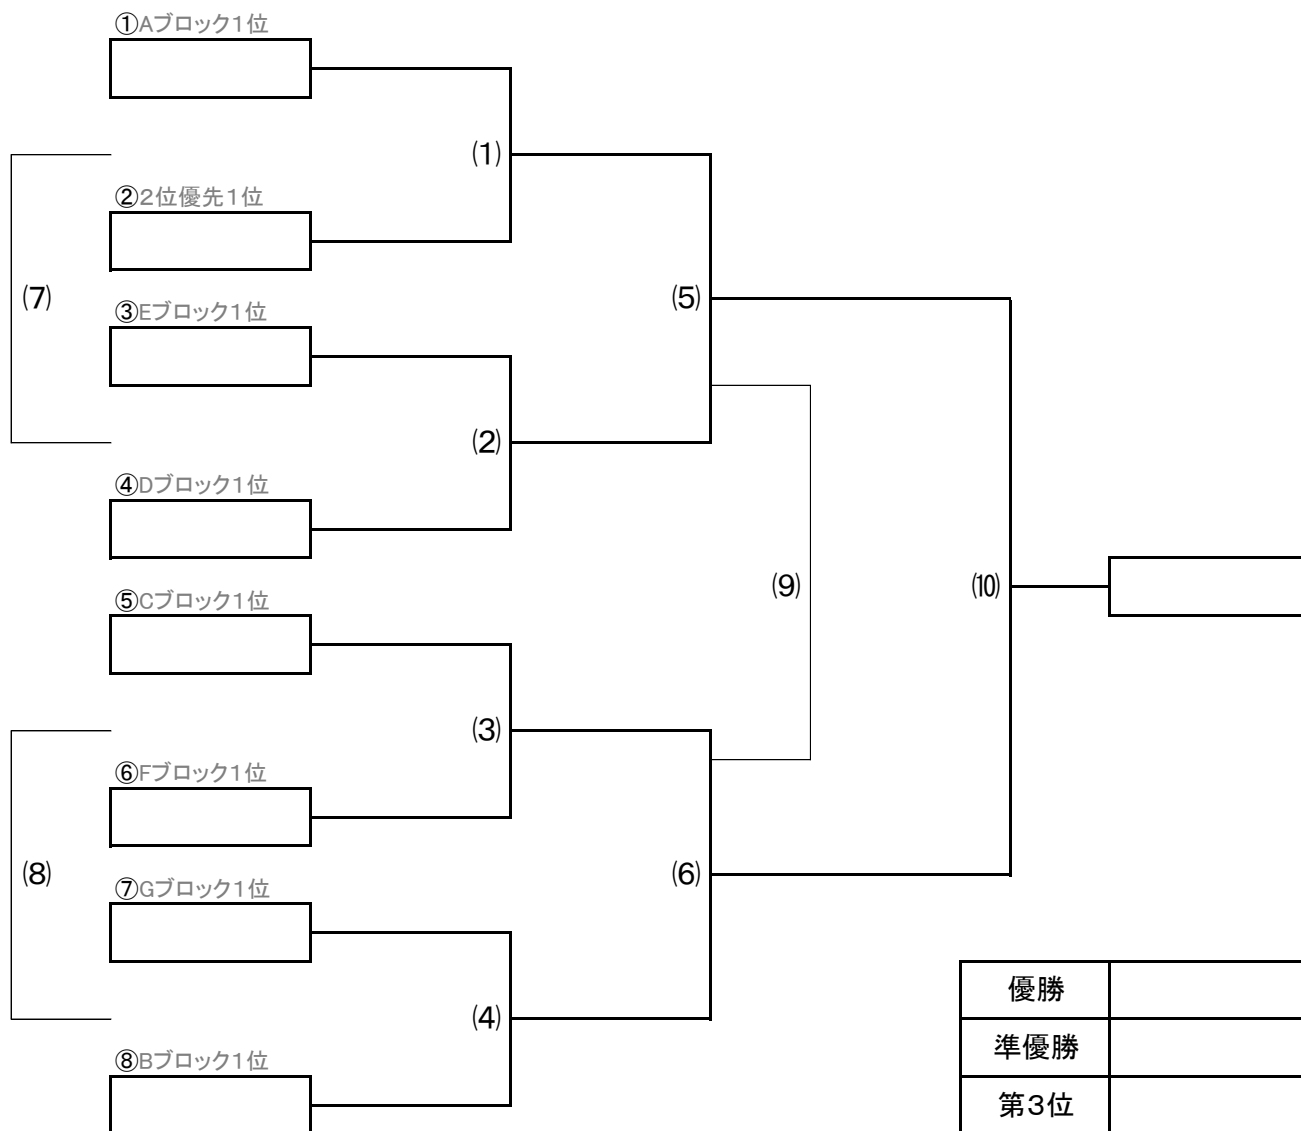 ①Aブロック1位
(1)
②2位優先1位
(7)
(5)
③Eブロック1位
(2)
④Dブロック1位
(9)
(10)
⑤Cブロック1位
(3)
⑥Fブロック1位
(8)
(6)
⑦Gブロック1位
優勝
(4)
準優勝
⑧Bブロック1位
第3位